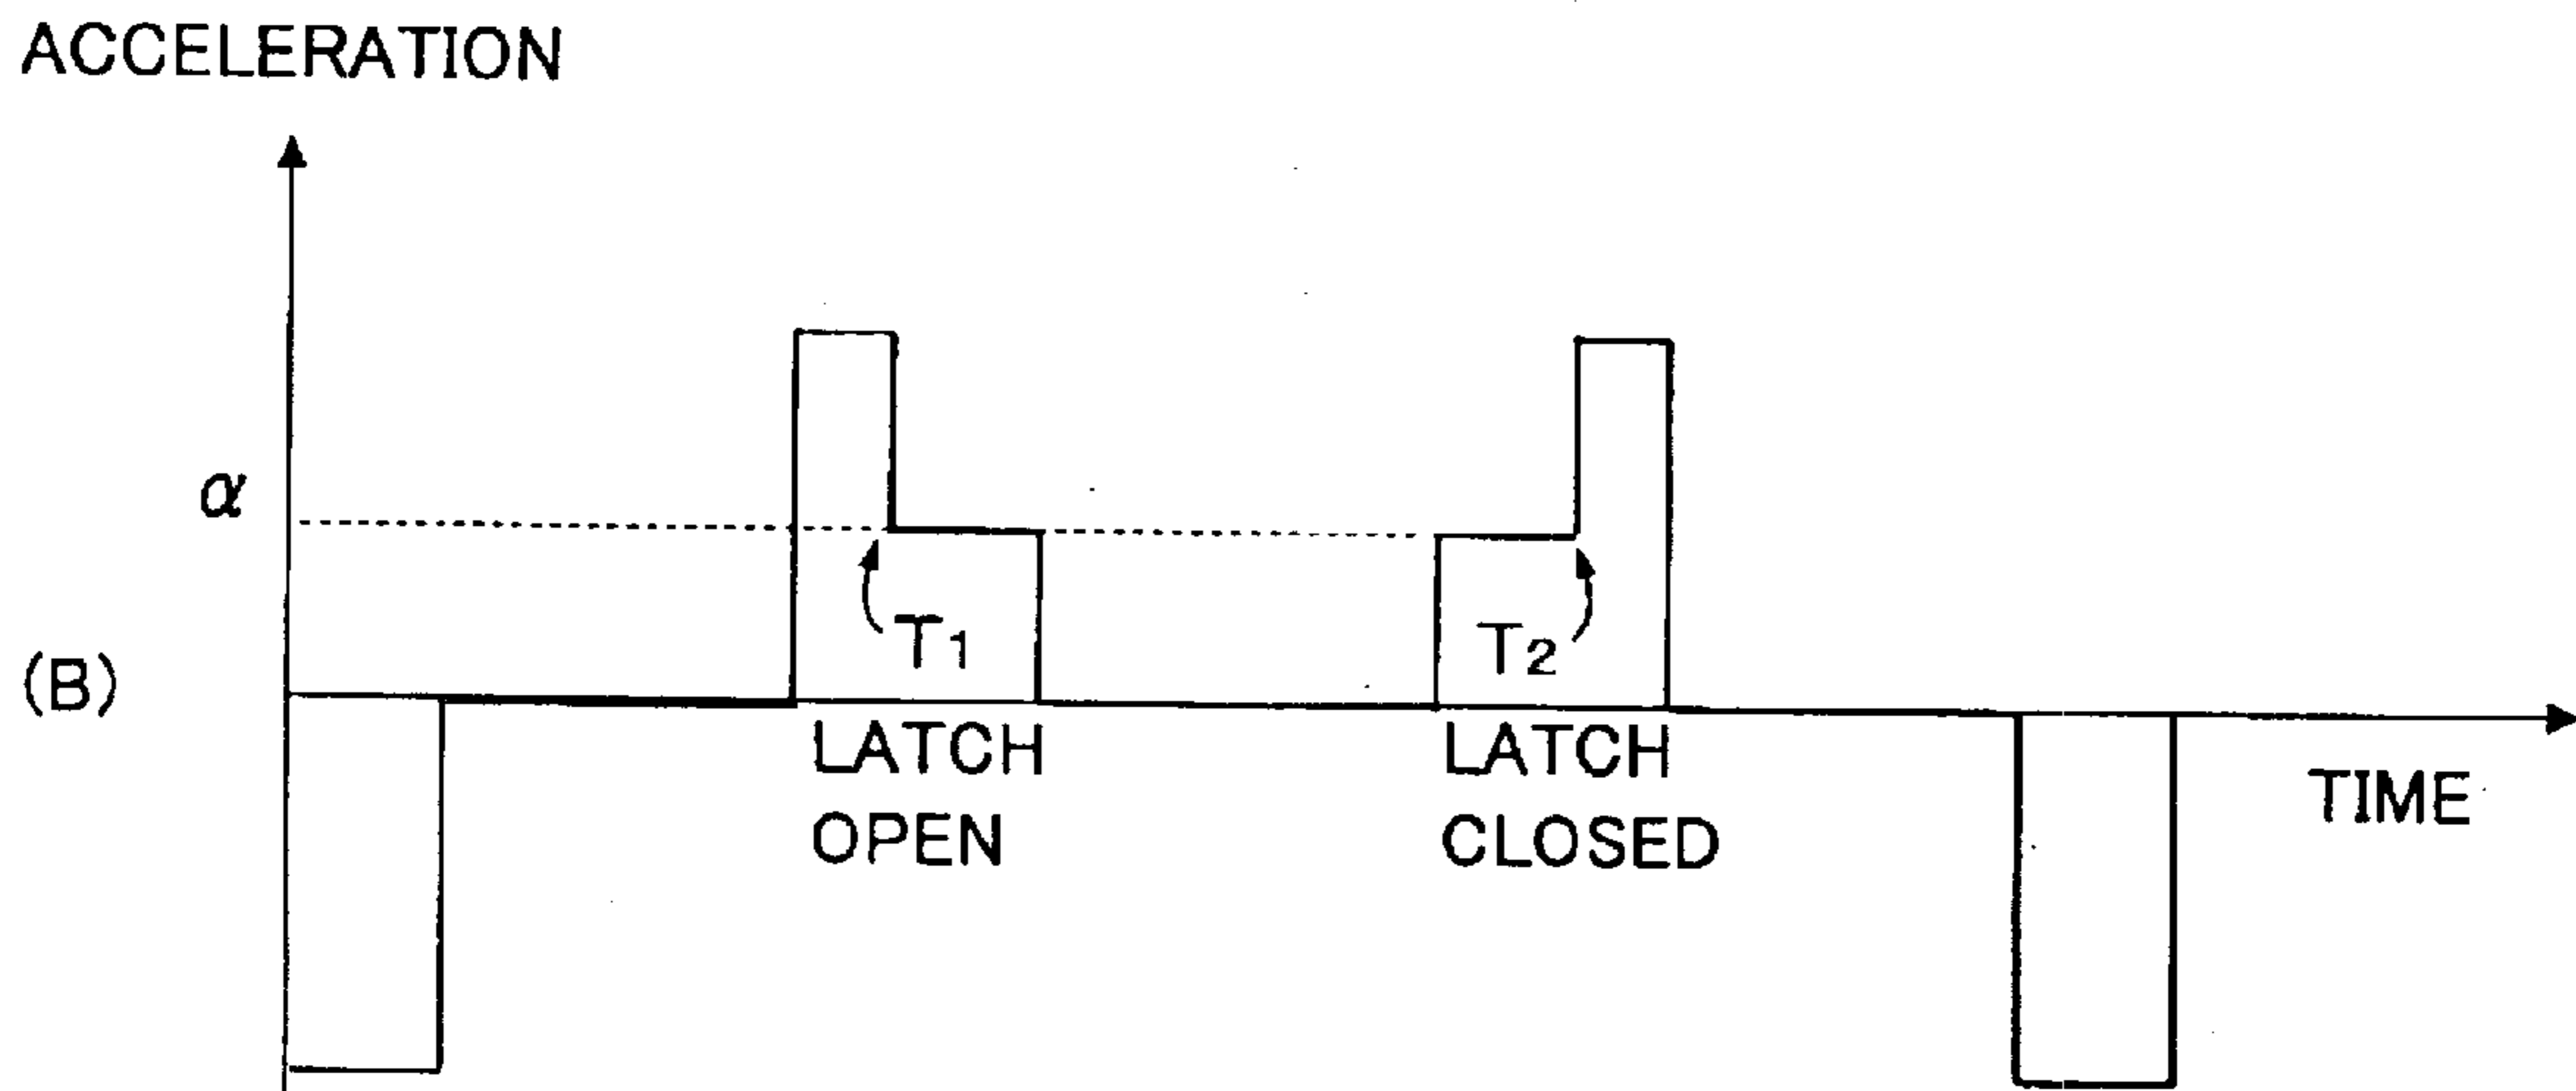 ACCELERATION
α
T1
T2
(B)
LATCH
OPEN
LATCH
CLOSED
TIME